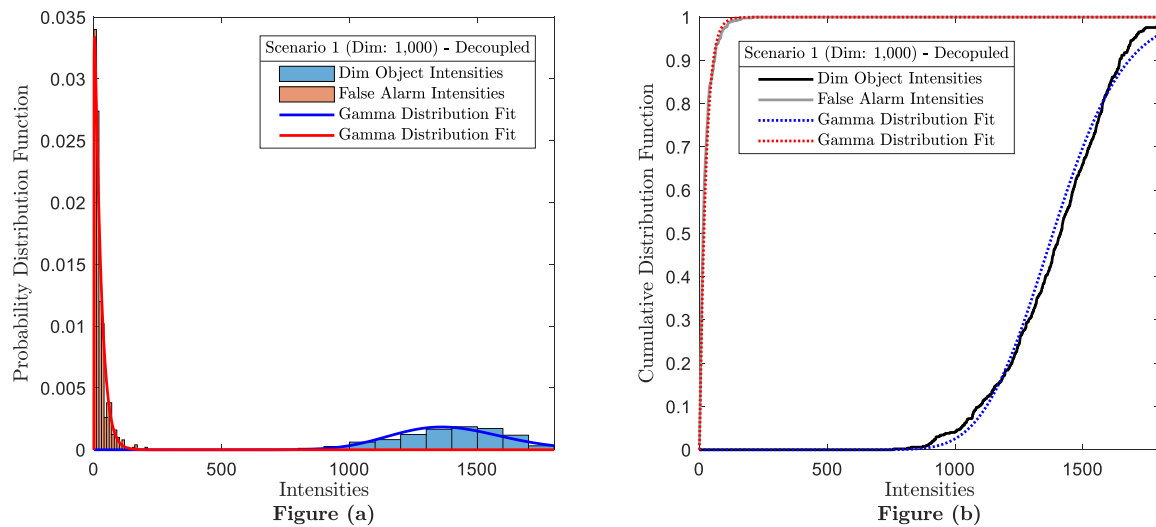 0.035
0.03
0.025
0.02
0.015
0.01
0.005
0
Probability Distribution Function
Scenario 1 (Dim: 1,000) - Decoupled
Dim Object Intensities
False Alarm Intensities
Gamma Distribution Fit
Gamma Distribution Fit
0 500 1000 1500
Intensities
Figure (a)
1
0.9
0.8
0.7
0.6
0.5
0.4
0.3
0.2
0.1
0
Cumulative Distribution Function
Scenario 1 (Dim: 1,000) - Decopuled
Dim Object Intensities
False Alarm Intensities
Gamma Distribution Fit
Gamma Distribution Fit
0 500 1000 1500
Intensities
Figure (b)